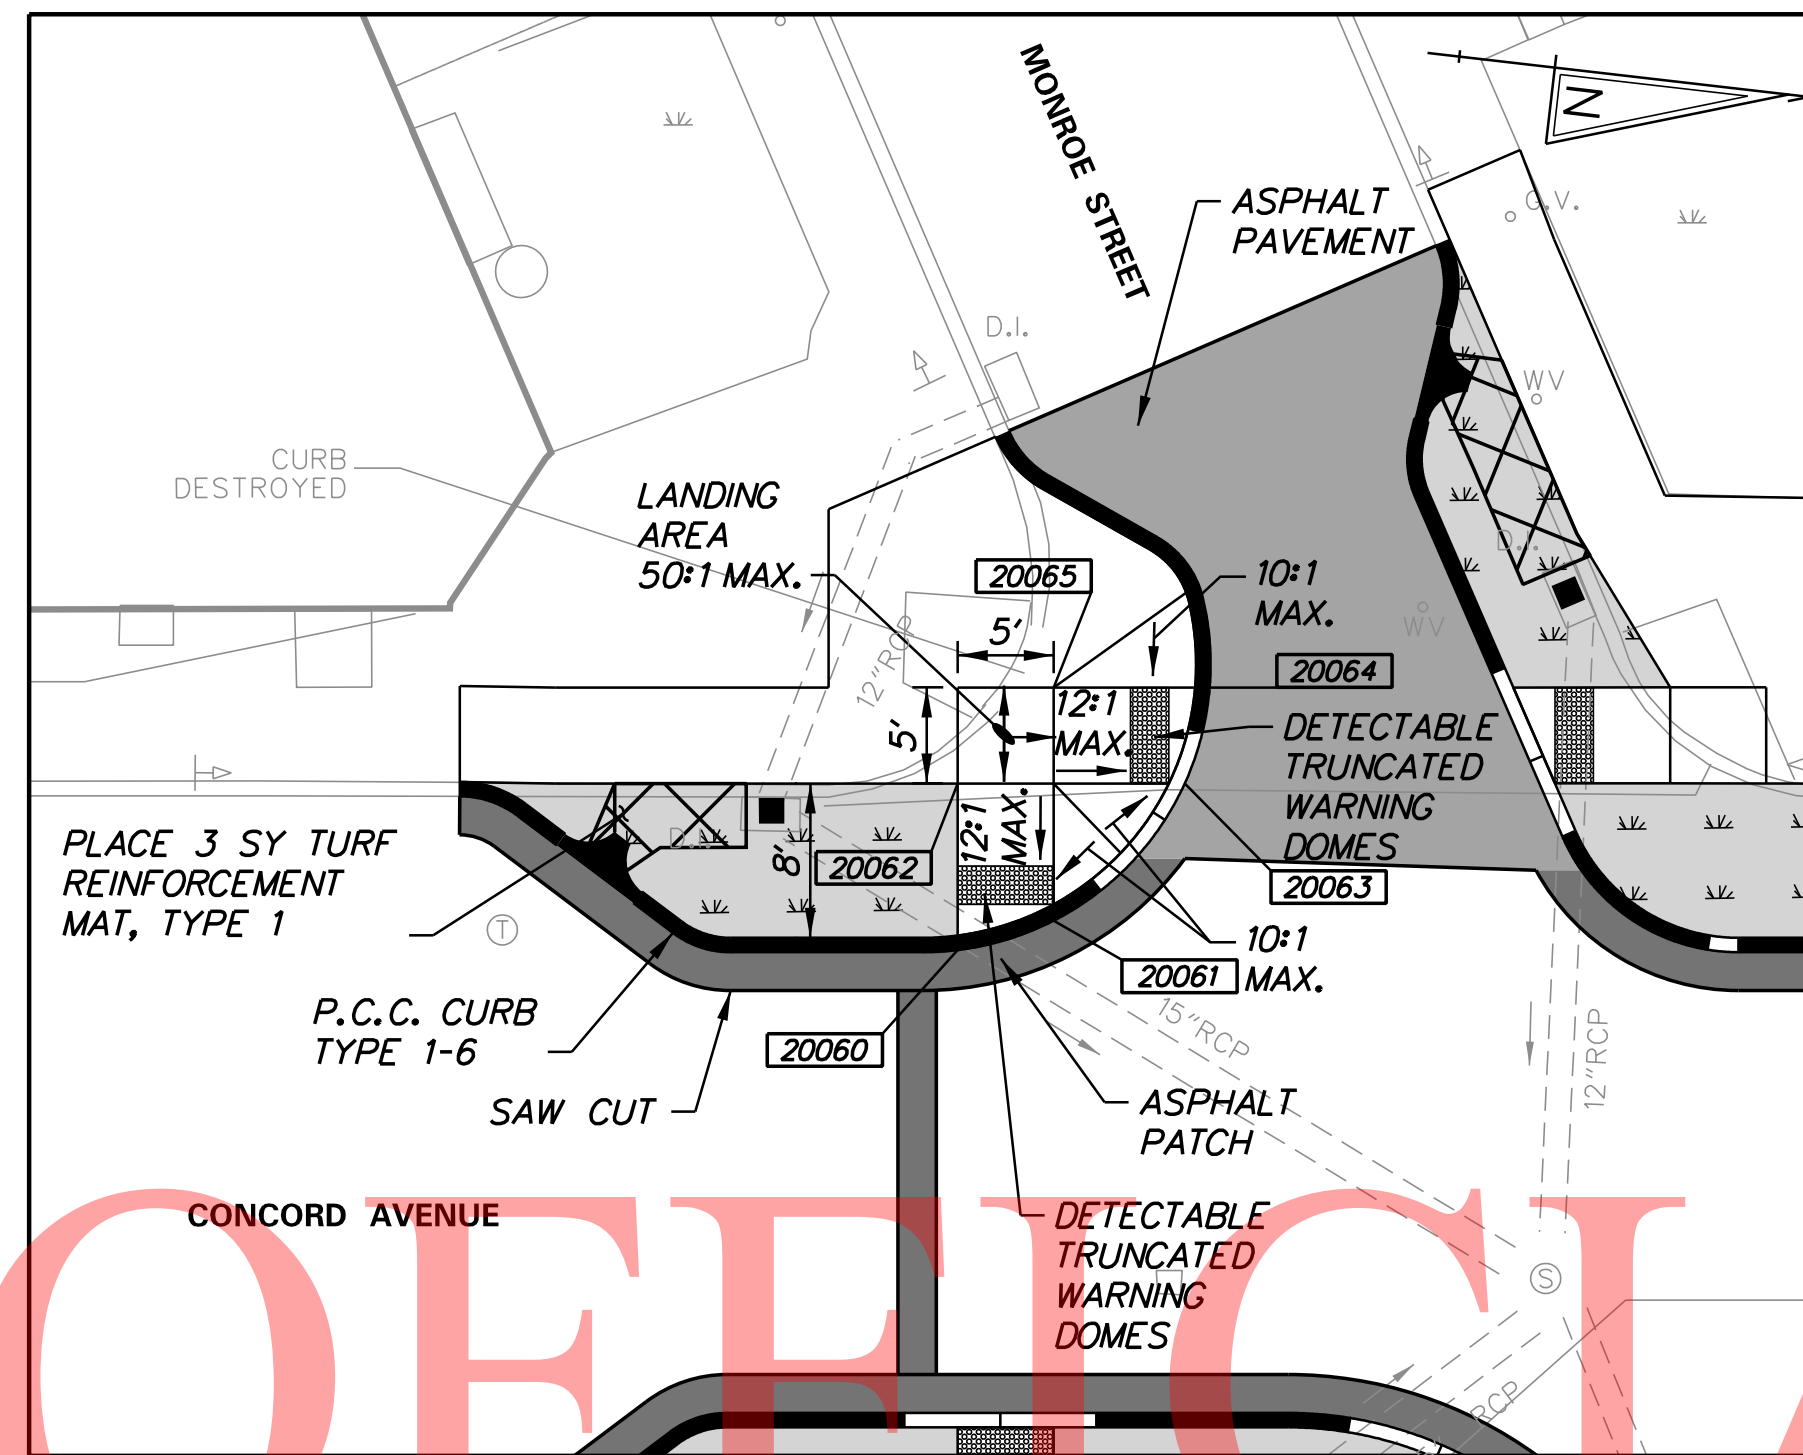 MONROE STREET
N
ASPHALT
PAVEMENT
G.V.
D.I.
WV
CURB
DESTROYED
LANDING
AREA
50:1 MAX.
20065
5'
10:1
MAX.
D.I.
WV
12"RCP
20064
5'
12:1
MAX.
DETECTABLE
TRUNCATED
WARNING
DOMES
PLACE 3 SY TURF
REINFORCEMENT
MAT, TYPE 1
D.I.
8'
20062
12:1
MAX.
20063
T
10:1
MAX.
20061
P.C.C. CURB
TYPE 1-6
20060
15"RCP
12"RCP
SAW CUT
ASPHALT
PATCH
CONCORD AVENUE
DETECTABLE
TRUNCATED
WARNING
DOMES
S
RCP
OFFICI